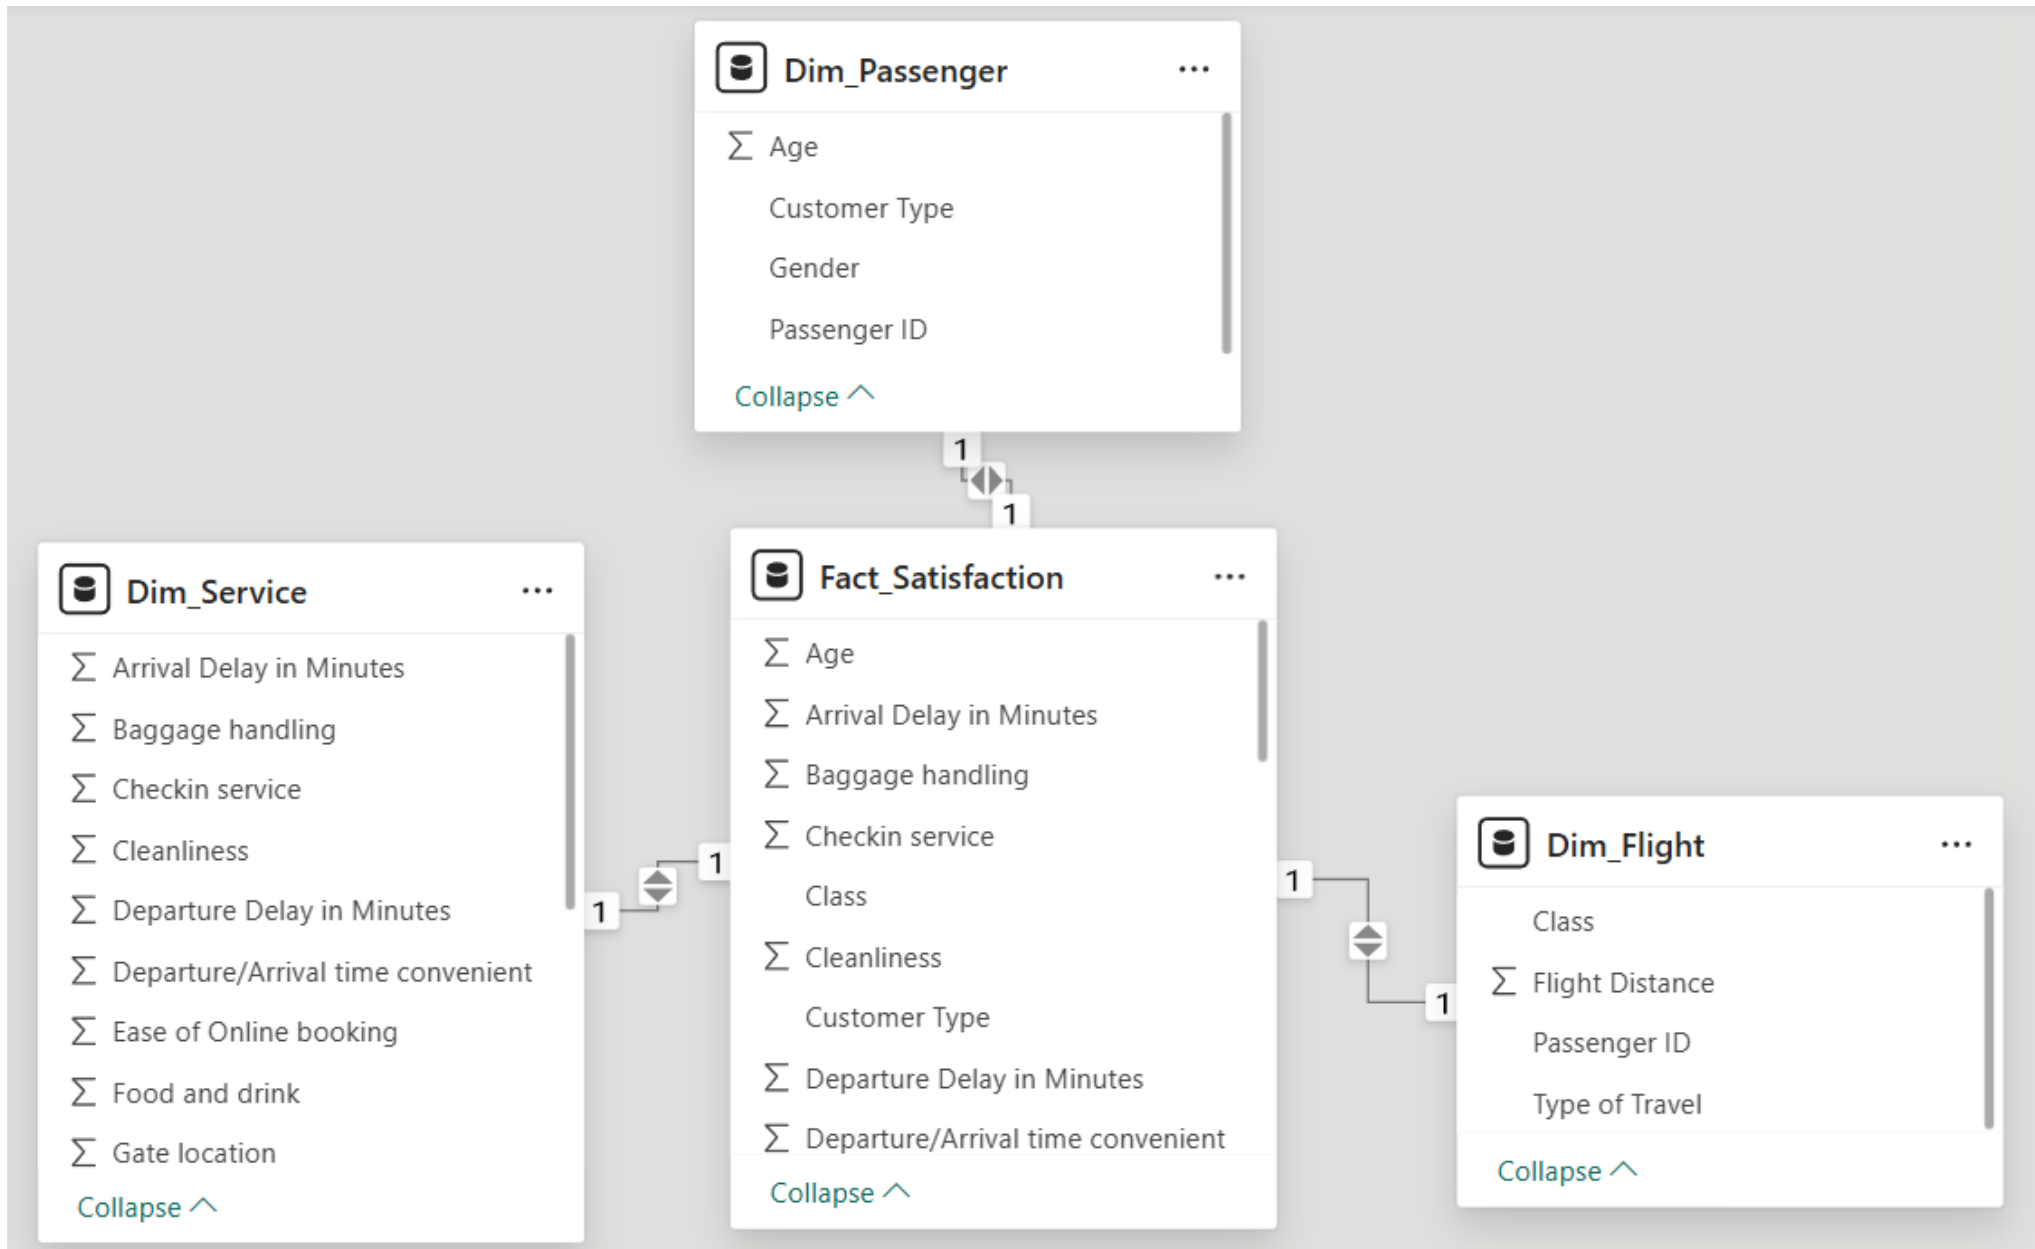 Dim_Passenger
Age
Customer Type
Gender
Passenger ID
Collapse
1
1
Dim_Service
Arrival Delay in Minutes
Baggage handling
Checkin service
Cleanliness
Departure Delay in Minutes
Departure/Arrival time convenient
Ease of Online booking
Food and drink
Gate location
Collapse
1
1
Fact_Satisfaction
Age
Arrival Delay in Minutes
Baggage handling
Checkin service
Class
Cleanliness
Customer Type
Departure Delay in Minutes
Departure/Arrival time convenient
Collapse
1
1
Dim_Flight
Class
Flight Distance
Passenger ID
Type of Travel
Collapse